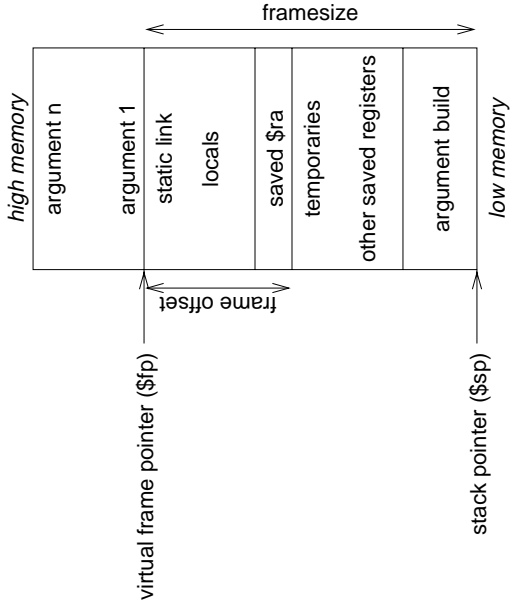 framesize
high memory
argument n
argument 1
static link
locals
saved $ra
temporaries
other saved registers
argument build
low memory
frame offset
virtual frame pointer ($fp)
stack pointer ($sp)